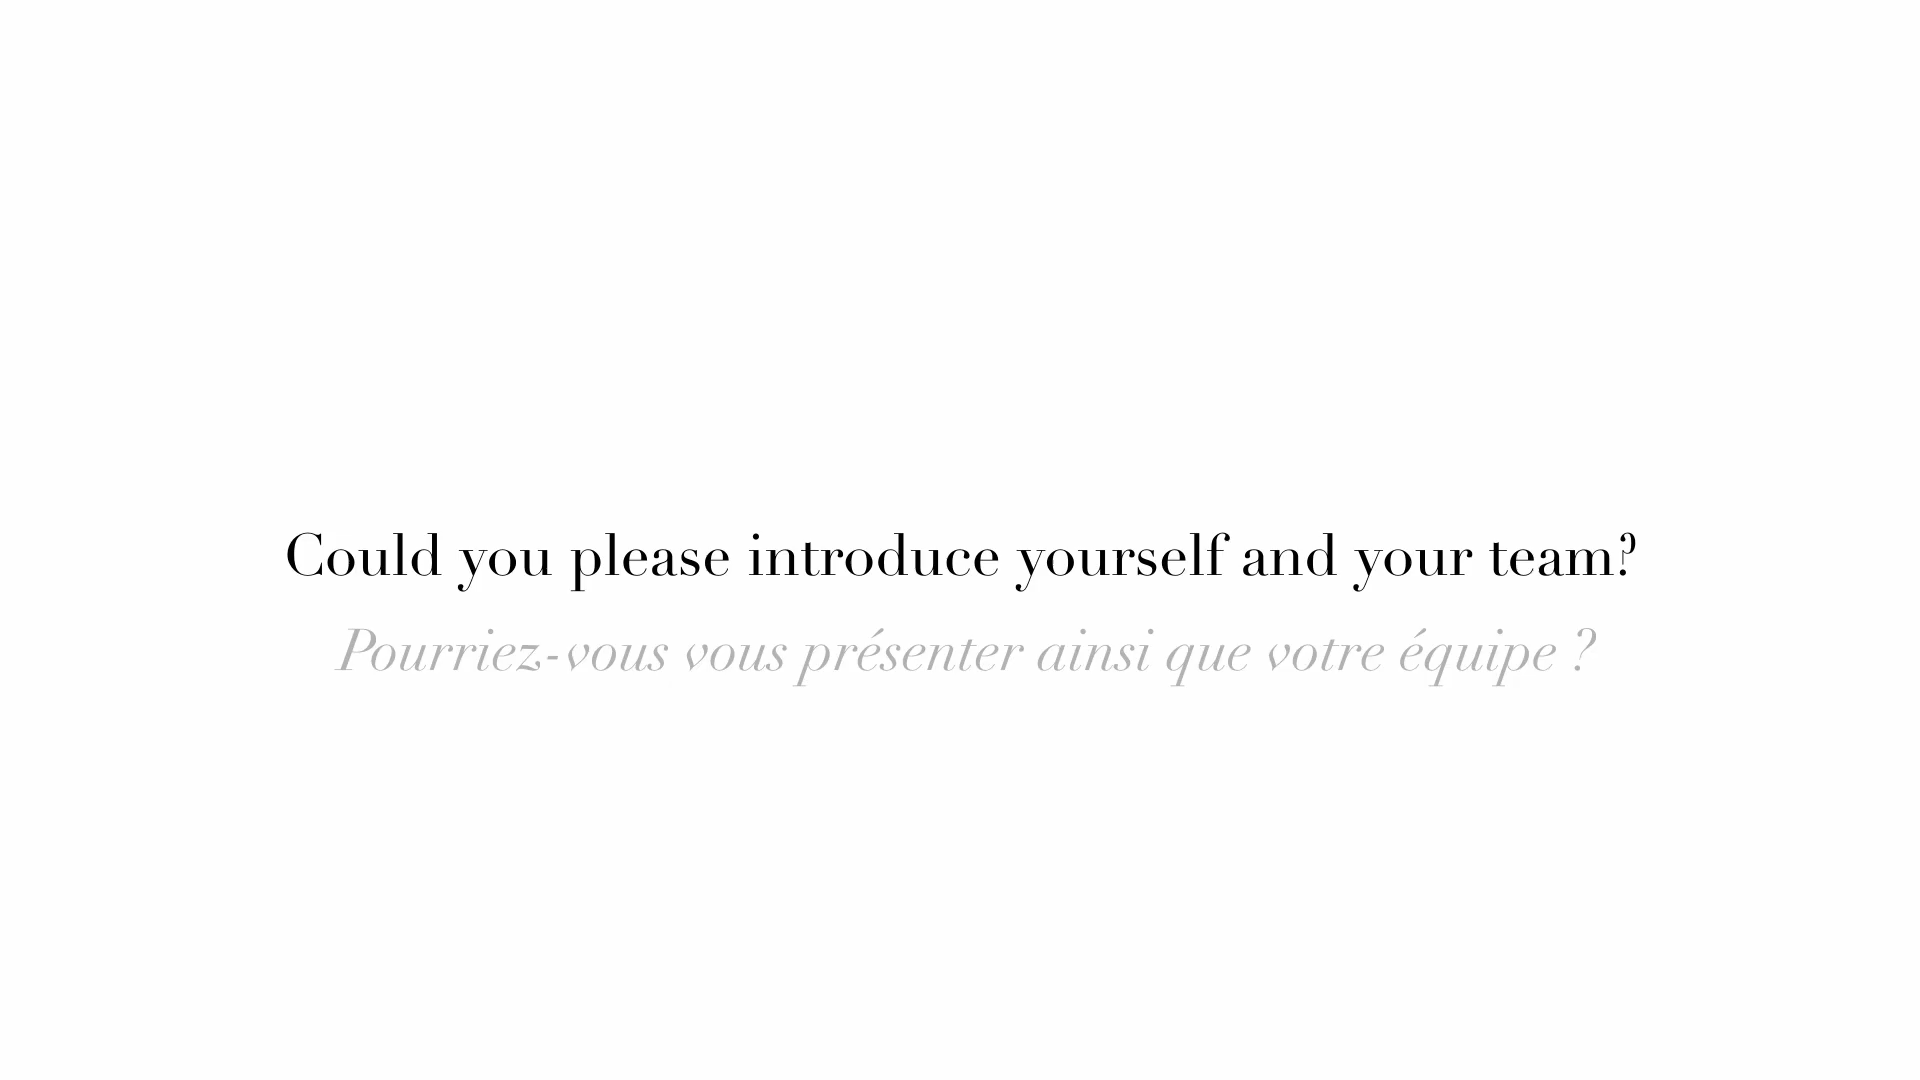 Could you please introduce yourself and your team?
Pourriez-vous vous présenter ainsi que votre équipe ?